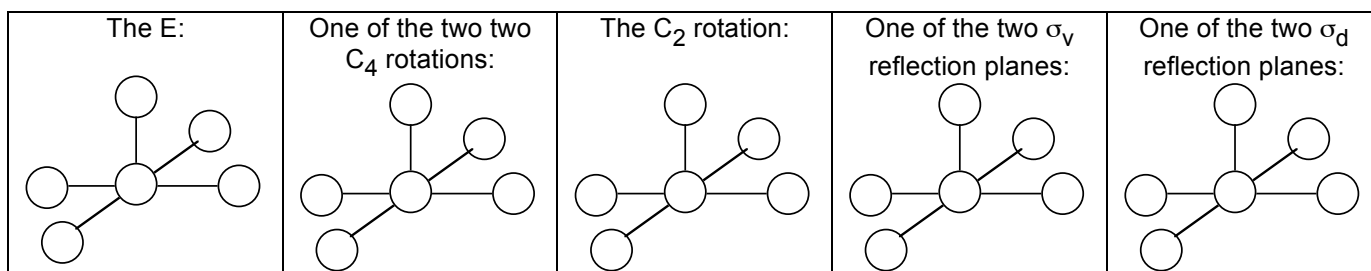 The E:
One of the two two
C4 rotations:
The C2 rotation:
One of the two σv
reflection planes:
One of the two σd
reflection planes: